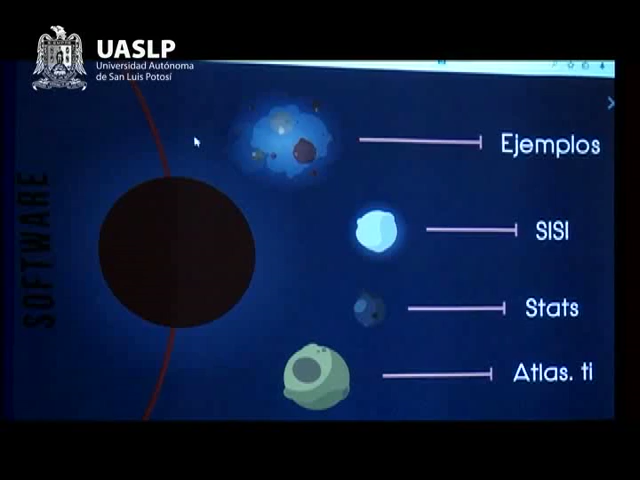 UASLP
Universidad Autónoma
de San Luis Potosí
SOFTWARE
Ejemplos
SISI
Stats
Atlas. ti